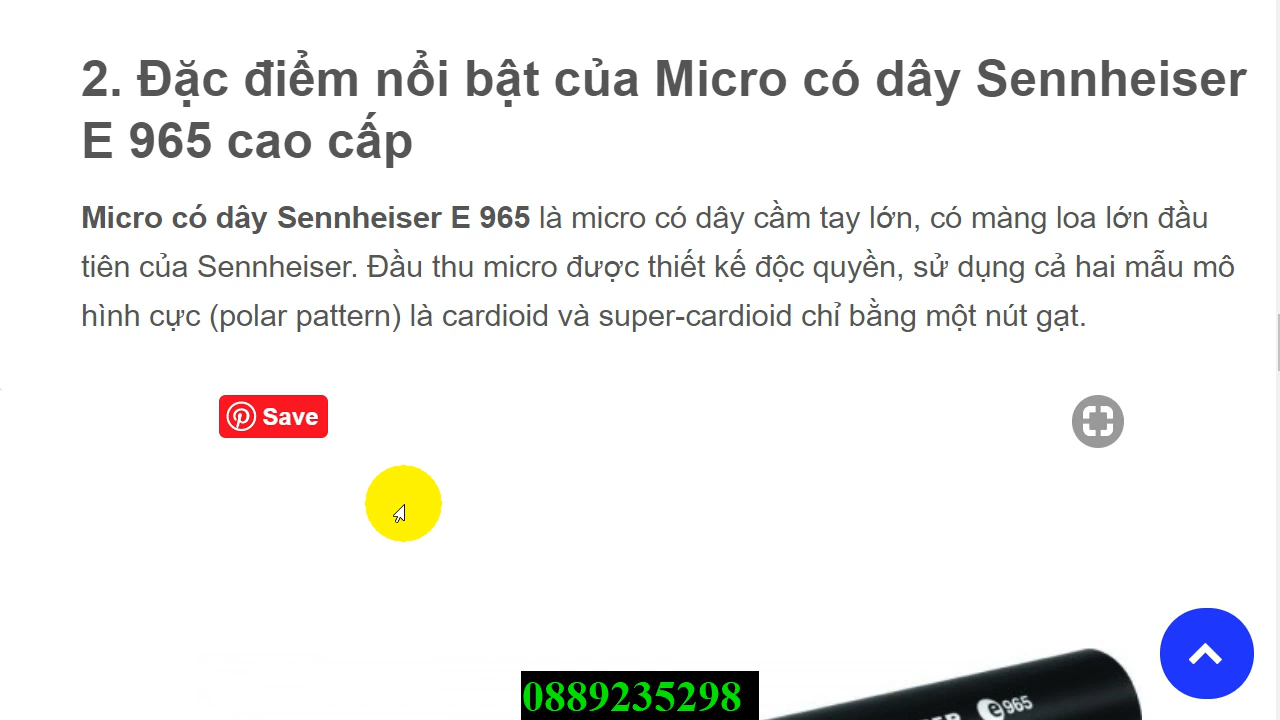 2. Đặc điểm nổi bật của Micro có dây Sennheiser
E 965 cao cấp
Micro có dây Sennheiser E 965 là micro có dây cầm tay lớn, có màng loa lớn đầu
tiên của Sennheiser. Đầu thu micro được thiết kế độc quyền, sử dụng cả hai mẫu mô
hình cực (polar pattern) là cardioid và super-cardioid chỉ bằng một nút gạt.
Save
e965
0889235298